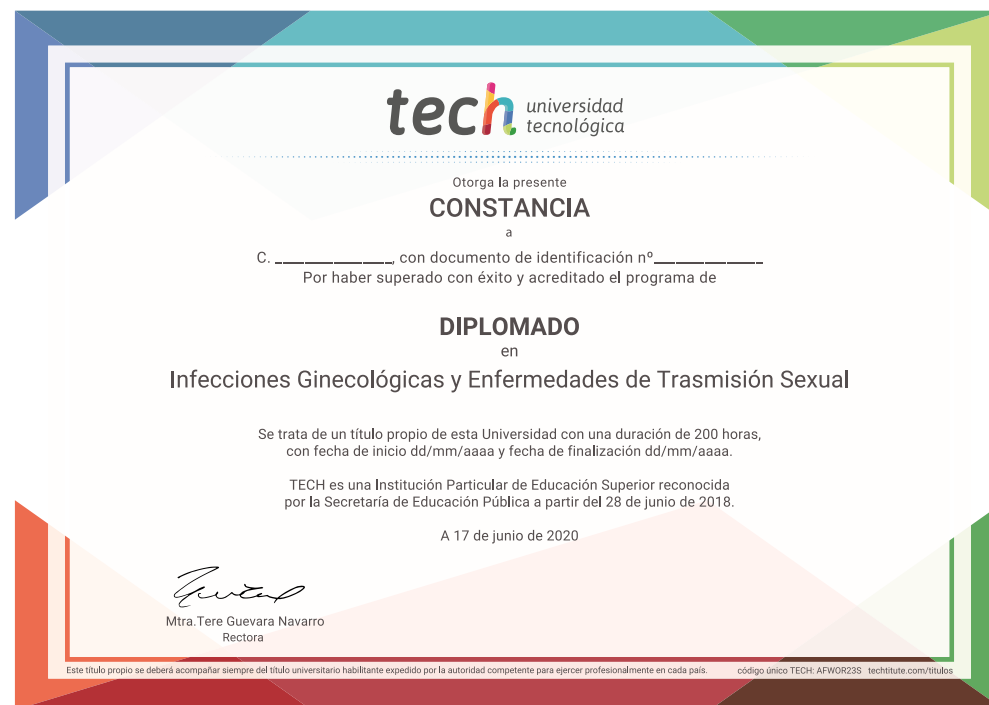 tech universidad
tecnológica
Otorga la presente
CONSTANCIA
a
C. ______________, con documento de identificación nº_____________
Por haber superado con éxito y acreditado el programa de
DIPLOMADO
en
Infecciones Ginecológicas y Enfermedades de Trasmisión Sexual
Se trata de un título propio de esta Universidad con una duración de 200 horas,
con fecha de inicio dd/mm/aaaa y fecha de finalización dd/mm/aaaa.
TECH es una Institución Particular de Educación Superior reconocida
por la Secretaría de Educación Pública a partir del 28 de junio de 2018.
A 17 de junio de 2020
Mtra.Tere Guevara Navarro
Rectora
Este título propio se deberá acompañar siempre del título universitario habilitante expedido por la autoridad competente para ejercer profesionalmente en cada país. código único TECH: AFWOR23S techtitute.com/titulos